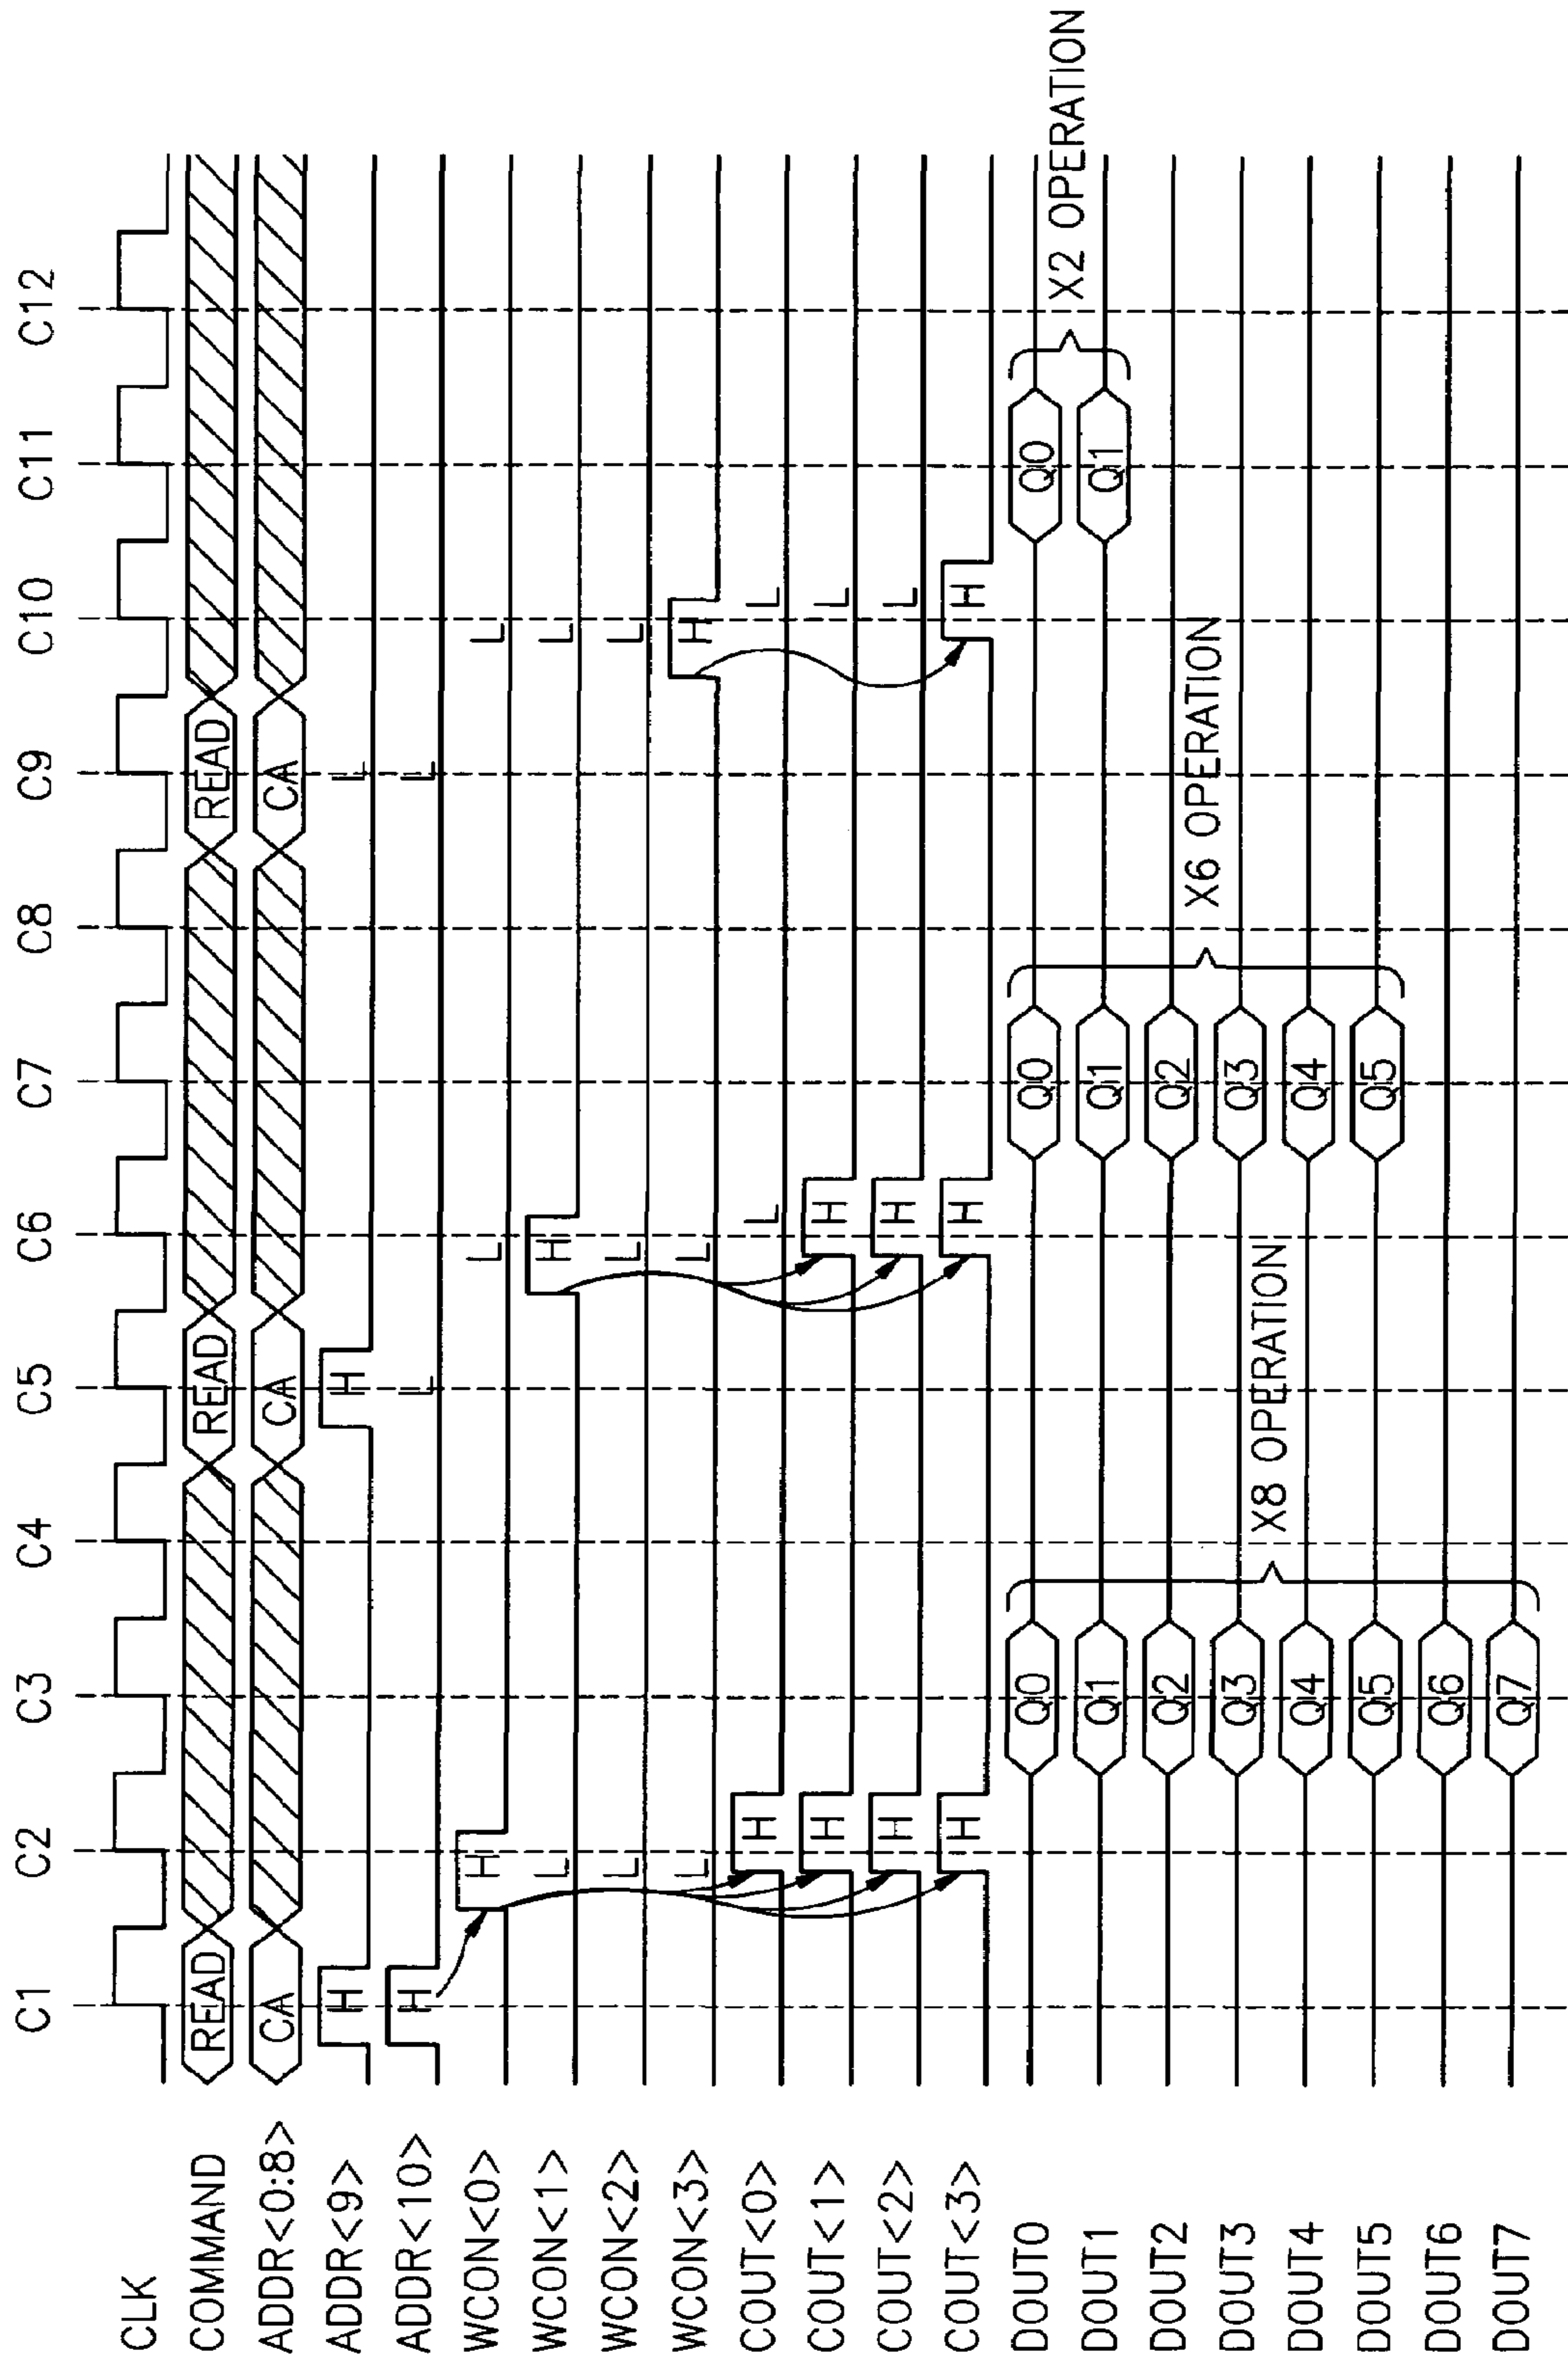 C1 C2 C3 C4 C5 C6 C7 C8 C9 C10 C11 C12
CLK
COMMAND READ READ READ
ADDR<0:8> CA CA CA
ADDR<9> H H L
ADDR<10> H L L
WCON<0> H L L
WCON<1> L H L
WCON<2> L L L
WCON<3> L L H
COUT<0> H L L
COUT<1> H H L
COUT<2> H H L
COUT<3> H H H
DOUT0 Q0 Q0 Q0
DOUT1 Q1 Q1 Q1
X2 OPERATION
DOUT2 Q2 Q2
X6 OPERATION
DOUT3 Q3 Q3
X8 OPERATION
DOUT4 Q4 Q4
DOUT5 Q5 Q5
DOUT6 Q6
DOUT7 Q7